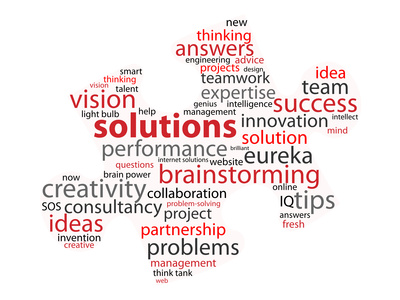 new
thinking
answers
engineering advice
projects design
smart
thinking
teamwork
idea
vision
talent
expertise
team
vision
genius intelligence
success
light bulb help
management
innovation intellect
solutions
solution mind
performance brilliant
eureka
questions internet solutions website
now brain power
brainstorming
creativity collaboration online
SOS consultancy problem-solving
IQ tips
ideas project answers
partnership fresh
invention
creative
problems
management
think tank
web